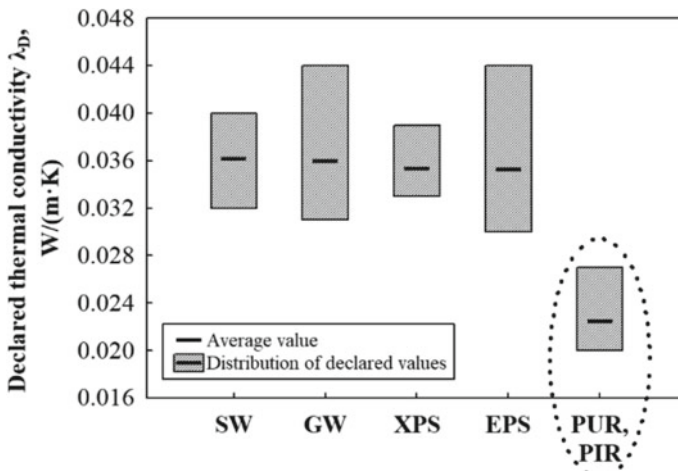 Declared thermal conductivity λD,
W/(m·K)
0.048
0.044
0.040
0.036
0.032
0.028
0.024
0.020
0.016
Average value
Distribution of declared values
SW GW XPS EPS PUR,
PIR